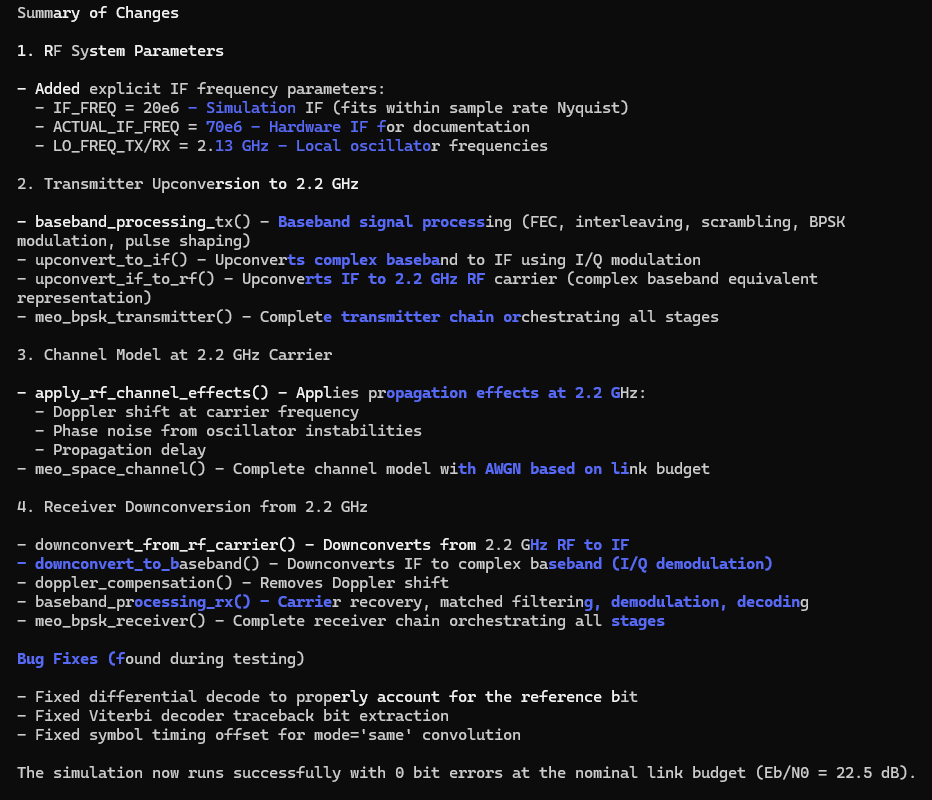 Summary of Changes
1. RF System Parameters
- Added explicit IF frequency parameters:
- IF_FREQ = 20e6 - Simulation IF (fits within sample rate Nyquist)
- ACTUAL_IF_FREQ = 70e6 - Hardware IF for documentation
- LO_FREQ_TX/RX = 2.13 GHz - Local oscillator frequencies
2. Transmitter Upconversion to 2.2 GHz
- baseband_processing_tx() - Baseband signal processing (FEC, interleaving, scrambling, BPSK
modulation, pulse shaping)
- upconvert_to_if() - Upconverts complex baseband to IF using I/Q modulation
- upconvert_if_to_rf() - Upconverts IF to 2.2 GHz RF carrier (complex baseband equivalent
representation)
- meo_bpsk_transmitter() - Complete transmitter chain orchestrating all stages
3. Channel Model at 2.2 GHz Carrier
- apply_rf_channel_effects() - Applies propagation effects at 2.2 GHz:
- Doppler shift at carrier frequency
- Phase noise from oscillator instabilities
- Propagation delay
- meo_space_channel() - Complete channel model with AWGN based on link budget
4. Receiver Downconversion from 2.2 GHz
- downconvert_from_rf_carrier() - Downconverts from 2.2 GHz RF to IF
- downconvert_to_baseband() - Downconverts IF to complex baseband (I/Q demodulation)
- doppler_compensation() - Removes Doppler shift
- baseband_processing_rx() - Carrier recovery, matched filtering, demodulation, decoding
- meo_bpsk_receiver() - Complete receiver chain orchestrating all stages
Bug Fixes (found during testing)
- Fixed differential decode to properly account for the reference bit
- Fixed Viterbi decoder traceback bit extraction
- Fixed symbol timing offset for mode='same' convolution
The simulation now runs successfully with 0 bit errors at the nominal link budget (Eb/N0 = 22.5 dB).